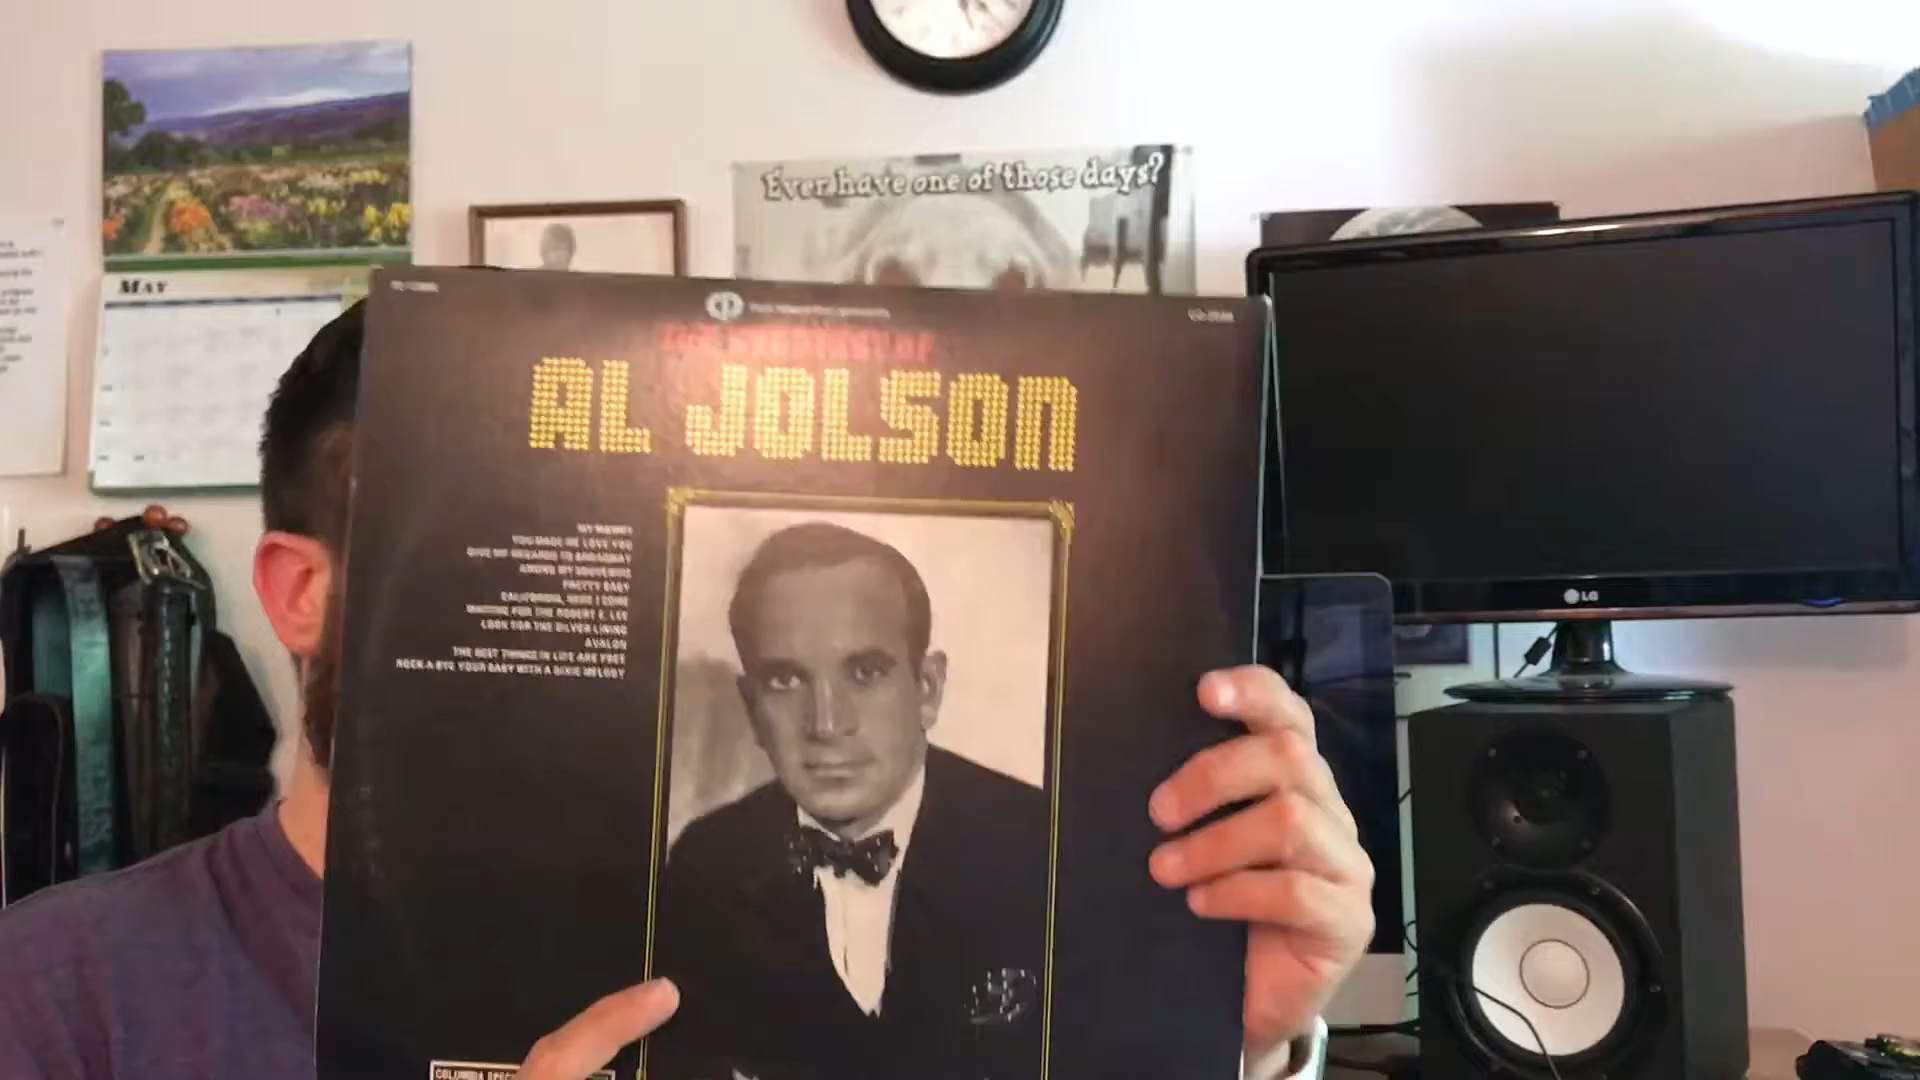 Ever have one of those days?
MAY
AL JOLSON
MY MAMMY
YOU MADE ME LOVE YOU
GIVE MY REGARDS TO BROADWAY
AMONG MY SOUVENIRS
PRETTY BABY
CALIFORNIA, HERE I COME
WAITING FOR THE ROBERT E. LEE
LOOK FOR THE SILVER LINING
AVALON
THE BEST THINGS IN LIFE ARE FREE
ROCK-A-BYE YOUR BABY WITH A DIXIE MELODY
LG
COLUMBIA